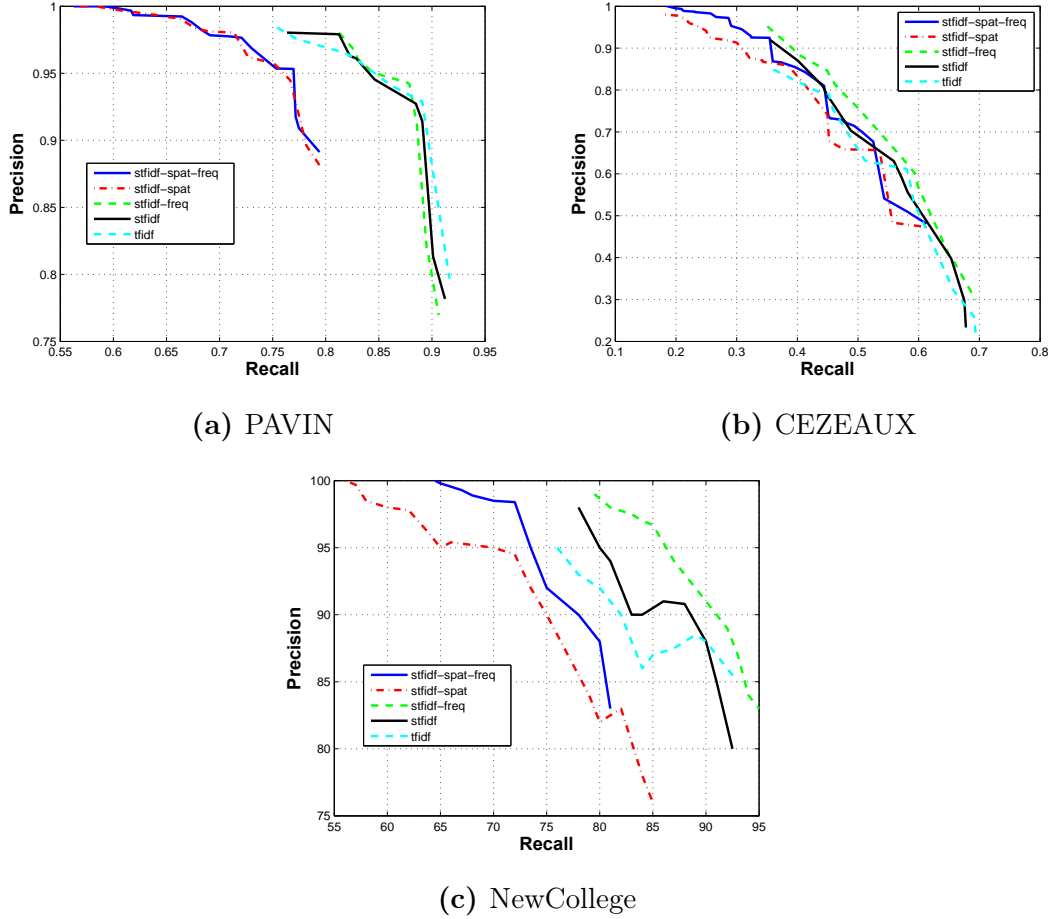 1
0.95
0.9
0.85
0.8
0.75
Precision
0.55 0.6 0.65 0.7 0.75 0.8 0.85 0.9 0.95
Recall
stfidf-spat-freq
stfidf-spat
stfidf-freq
stfidf
tfidf
(a) PAVIN
1
0.9
0.8
0.7
0.6
0.5
0.4
0.3
0.2
Precision
0.1 0.2 0.3 0.4 0.5 0.6 0.7 0.8
Recall
stfidf-spat-freq
stfidf-spat
stfidf-freq
stfidf
tfidf
(b) CEZEAUX
100
95
90
85
80
75
Precision
55 60 65 70 75 80 85 90 95
Recall
stfidf-spat-freq
stfidf-spat
stfidf-freq
stfidf
tfidf
(c) NewCollege